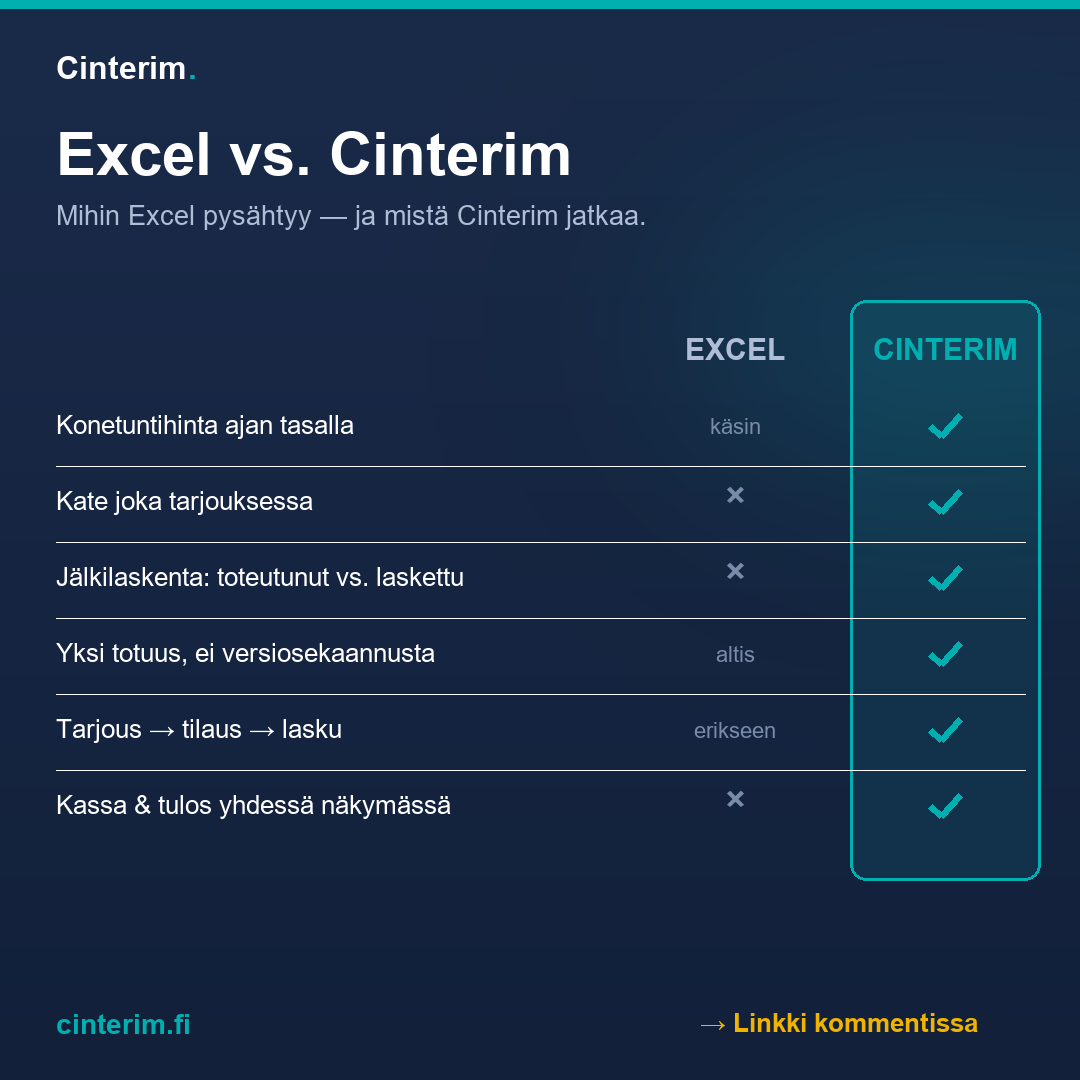 Cinterim.
Excel vs. Cinterim
Mihin Excel pysähtyy — ja mistä Cinterim jatkaa.
EXCEL CINTERIM
Konetuntihinta ajan tasalla käsin ✓
Kate joka tarjouksessa × ✓
Jälkilaskenta: toteutunut vs. laskettu × ✓
Yksi totuus, ei versiosekaannusta altis ✓
Tarjous → tilaus → lasku erikseen ✓
Kassa & tulos yhdessä näkymässä × ✓
cinterim.fi → Linkki kommentissa